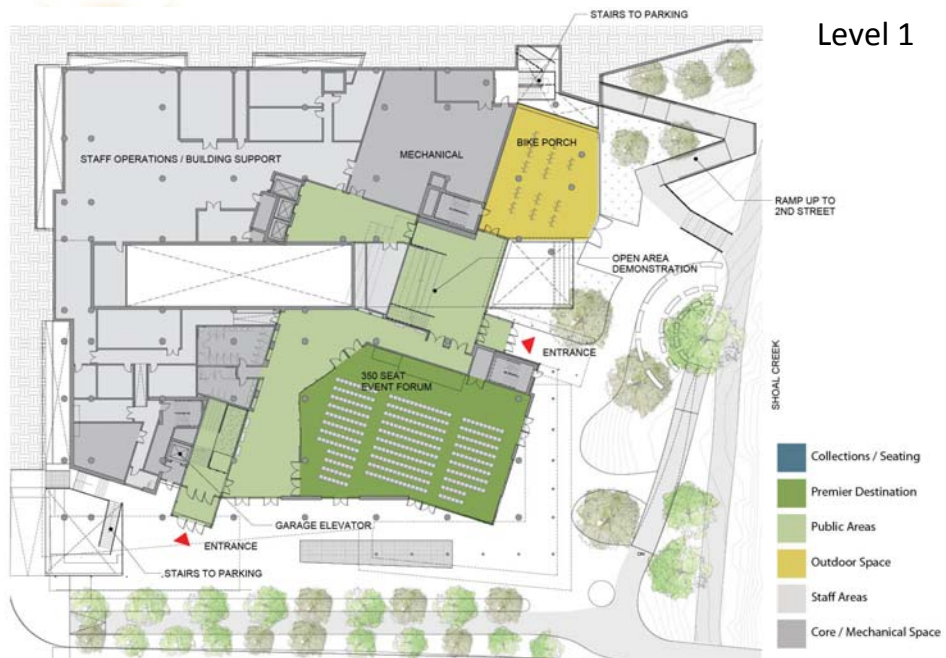 STAIRS TO PARKING
Level 1
STAFF OPERATIONS / BUILDING SUPPORT
MECHANICAL
BIKE PORCH
RAMP UP TO
2ND STREET
OPEN AREA
DEMONSTRATION
ENTRANCE
350 SEAT
EVENT FORUM
SHOAL CREEK
Collections / Seating
Premier Destination
Public Areas
Outdoor Space
Staff Areas
Core / Mechanical Space
GARAGE ELEVATOR
ENTRANCE
STAIRS TO PARKING
DN